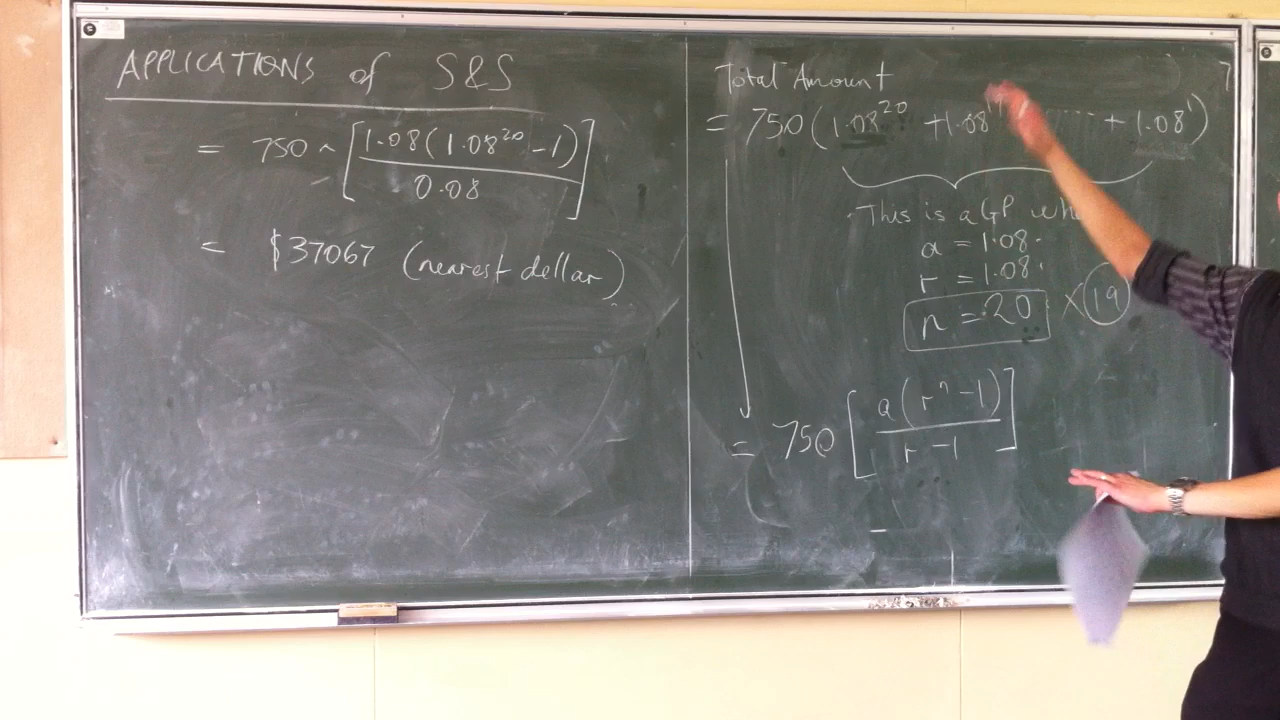 APPLICATIONS of S&S
= 750 × [1.08(1.08²⁰ - 1) / 0.08]
= $37067 (nearest dollar)
Total Amount
= 750(1.08²⁰ + 1.08 ... + 1.08¹)
This is a GP
a = 1.08
r = 1.08
n = 20 × 19
= 750 [a(rⁿ - 1) / r - 1]